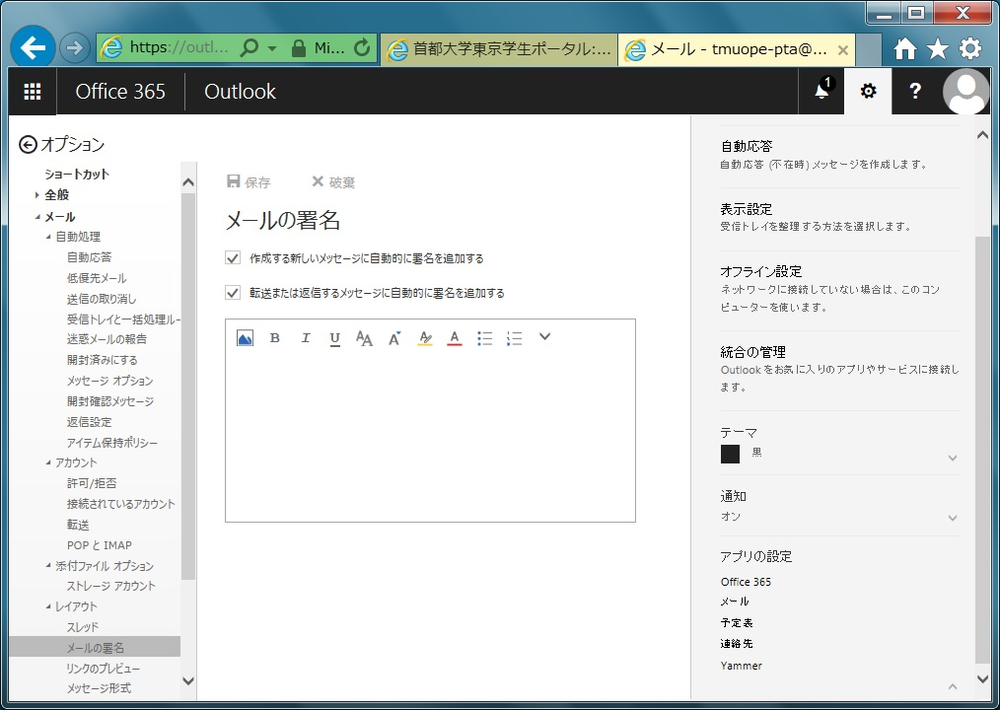 https://outl...
Mi...
首都大学東京学生ポータル:...
メール - tmuope-pta@...
Office 365
Outlook
1
?
オプション
ショートカット
全般
メール
自動処理
自動応答
低優先メール
送信の取り消し
受信トレイと一括処理ルー
迷惑メールの報告
開封済みにする
メッセージ オプション
開封確認メッセージ
返信設定
アイテム保持ポリシー
アカウント
許可/拒否
接続されているアカウント
転送
POP と IMAP
添付ファイル オプション
ストレージ アカウント
レイアウト
スレッド
メールの署名
リンクのプレビュー
メッセージ形式
保存
破棄
メールの署名
作成する新しいメッセージに自動的に署名を追加する
転送または返信するメッセージに自動的に署名を追加する
B I U AA A A
自動応答
自動応答 (不在時) メッセージを作成します。
表示設定
受信トレイを整理する方法を選択します。
オフライン設定
ネットワークに接続していない場合は、このコン
ピューターを使います。
統合の管理
Outlook をお気に入りのアプリやサービスに接続し
ます。
テーマ
黒
通知
オン
アプリの設定
Office 365
メール
予定表
連絡先
Yammer